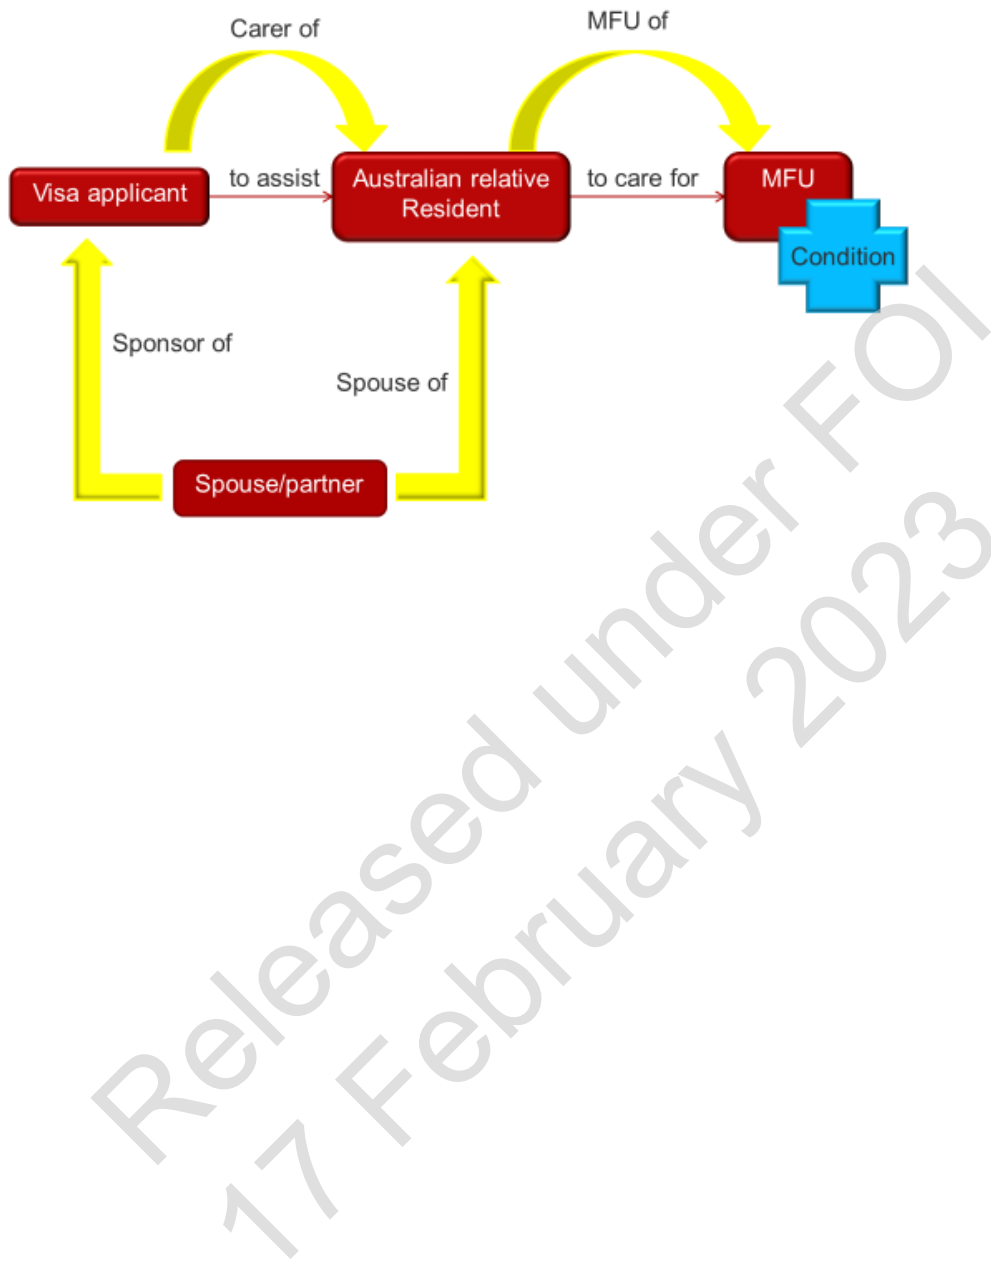 Carer of
MFU of
Visa applicant
to assist
Australian relative
Resident
to care for
MFU
Condition
Sponsor of
Spouse of
Spouse/partner
Released under FOI
17 February 2023